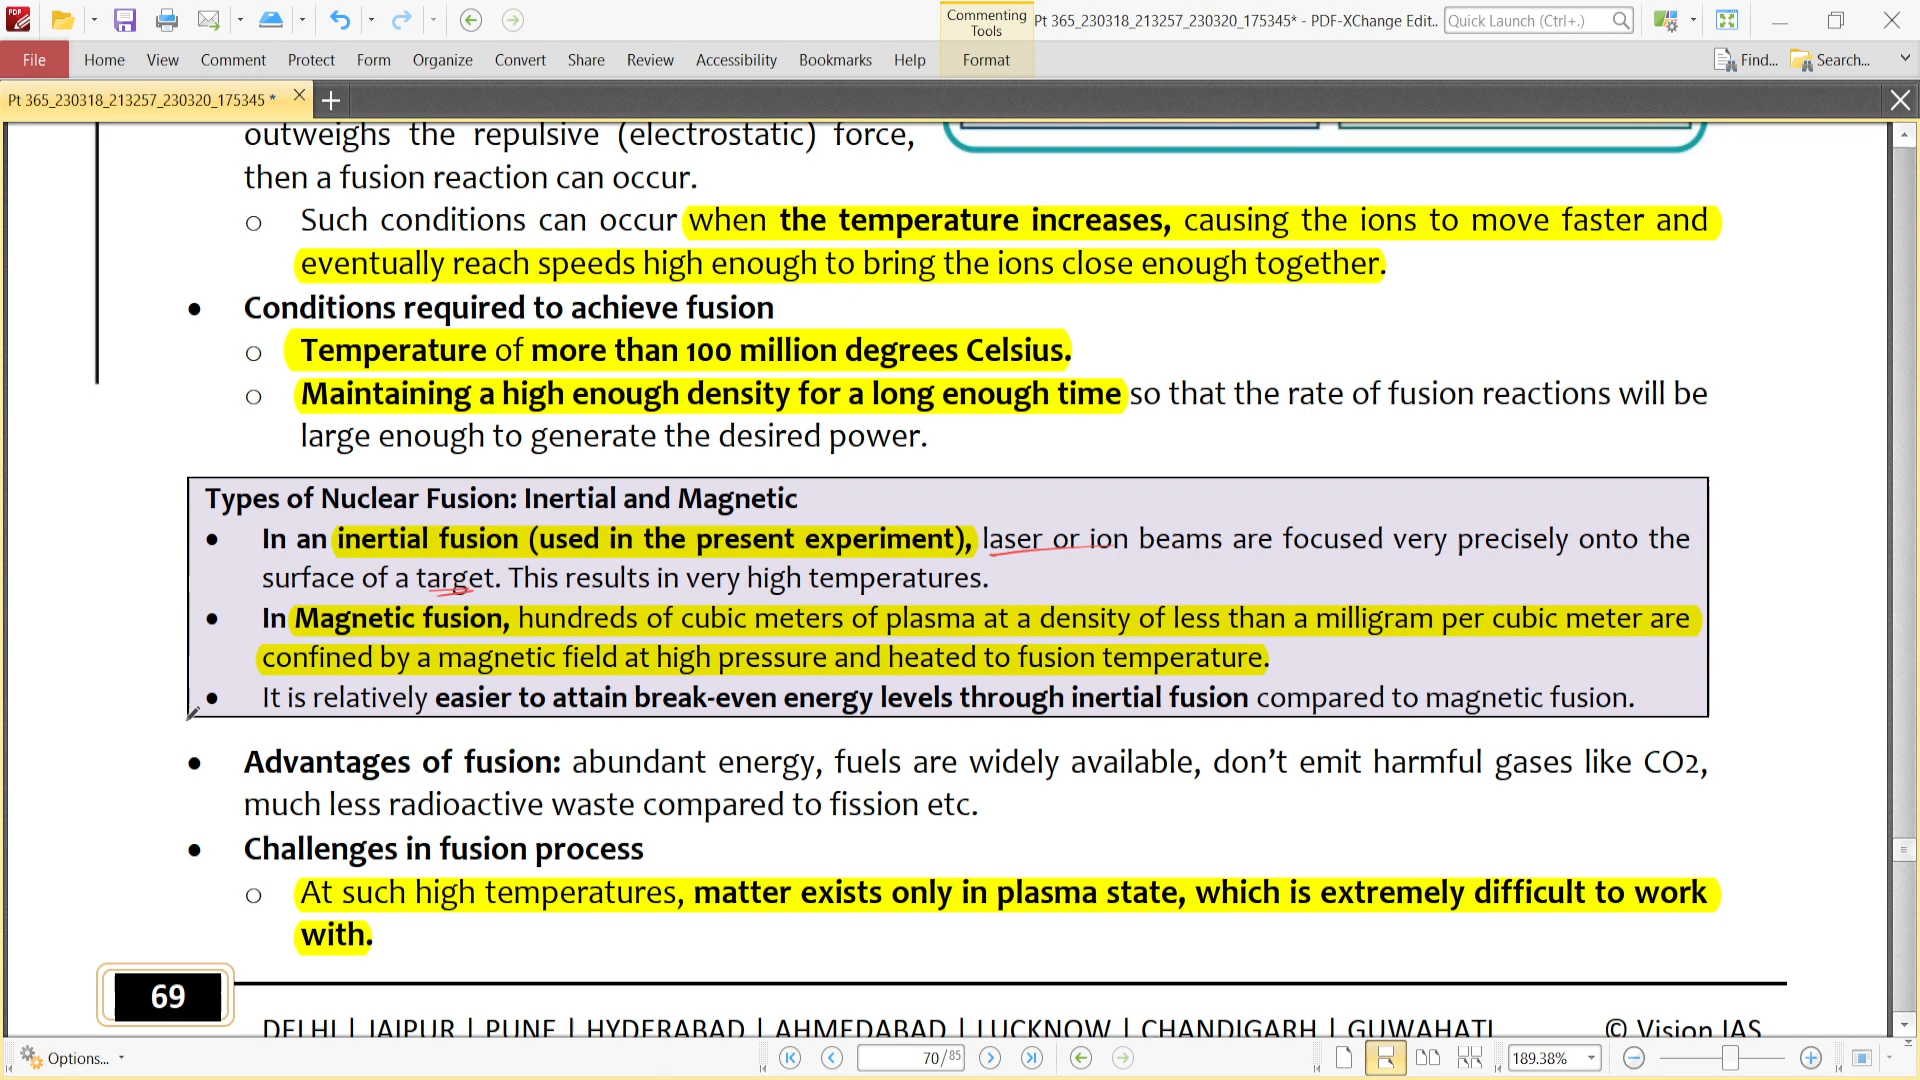 Commenting Tools
Pt 365_230318_213257_230320_175345* - PDF-XChange Edit..
Quick Launch (Ctrl+.)
File Home View Comment Protect Form Organize Convert Share Review Accessibility Bookmarks Help Format Find... Search...
Pt 365_230318_213257_230320_175345 *
outweighs the repulsive (electrostatic) force,
then a fusion reaction can occur.
o Such conditions can occur when the temperature increases, causing the ions to move faster and
eventually reach speeds high enough to bring the ions close enough together.
• Conditions required to achieve fusion
o Temperature of more than 100 million degrees Celsius.
o Maintaining a high enough density for a long enough time so that the rate of fusion reactions will be
large enough to generate the desired power.
Types of Nuclear Fusion: Inertial and Magnetic
• In an inertial fusion (used in the present experiment), laser or ion beams are focused very precisely onto the
surface of a target. This results in very high temperatures.
• In Magnetic fusion, hundreds of cubic meters of plasma at a density of less than a milligram per cubic meter are
confined by a magnetic field at high pressure and heated to fusion temperature.
• It is relatively easier to attain break-even energy levels through inertial fusion compared to magnetic fusion.
• Advantages of fusion: abundant energy, fuels are widely available, don't emit harmful gases like CO2,
much less radioactive waste compared to fission etc.
• Challenges in fusion process
o At such high temperatures, matter exists only in plasma state, which is extremely difficult to work
with.
69
DELHI | JAIPUR | PUNE | HYDERABAD | AHMEDABAD | LUCKNOW | CHANDIGARH | GUWAHATI © Vision IAS
Options... 70/85 189.38%